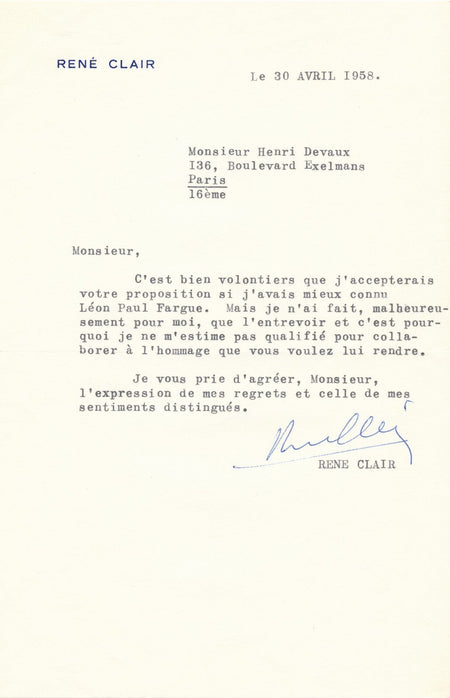 RENÉ CLAIR
Le 30 AVRIL 1958.
Monsieur Henri Devaux
136, Boulevard Exelmans
Paris
16ème
Monsieur,
C'est bien volontiers que j'accepterais
votre proposition si j'avais mieux connu
Léon Paul Fargue. Mais je n'ai fait, malheureu-
sement pour moi, que l'entrevoir et c'est pour-
quoi je ne m'estime pas qualifié pour colla-
borer à l'hommage que vous voulez lui rendre.
Je vous prie d'agréer, Monsieur,
l'expression de mes regrets et celle de mes
sentiments distingués.
RENE CLAIR